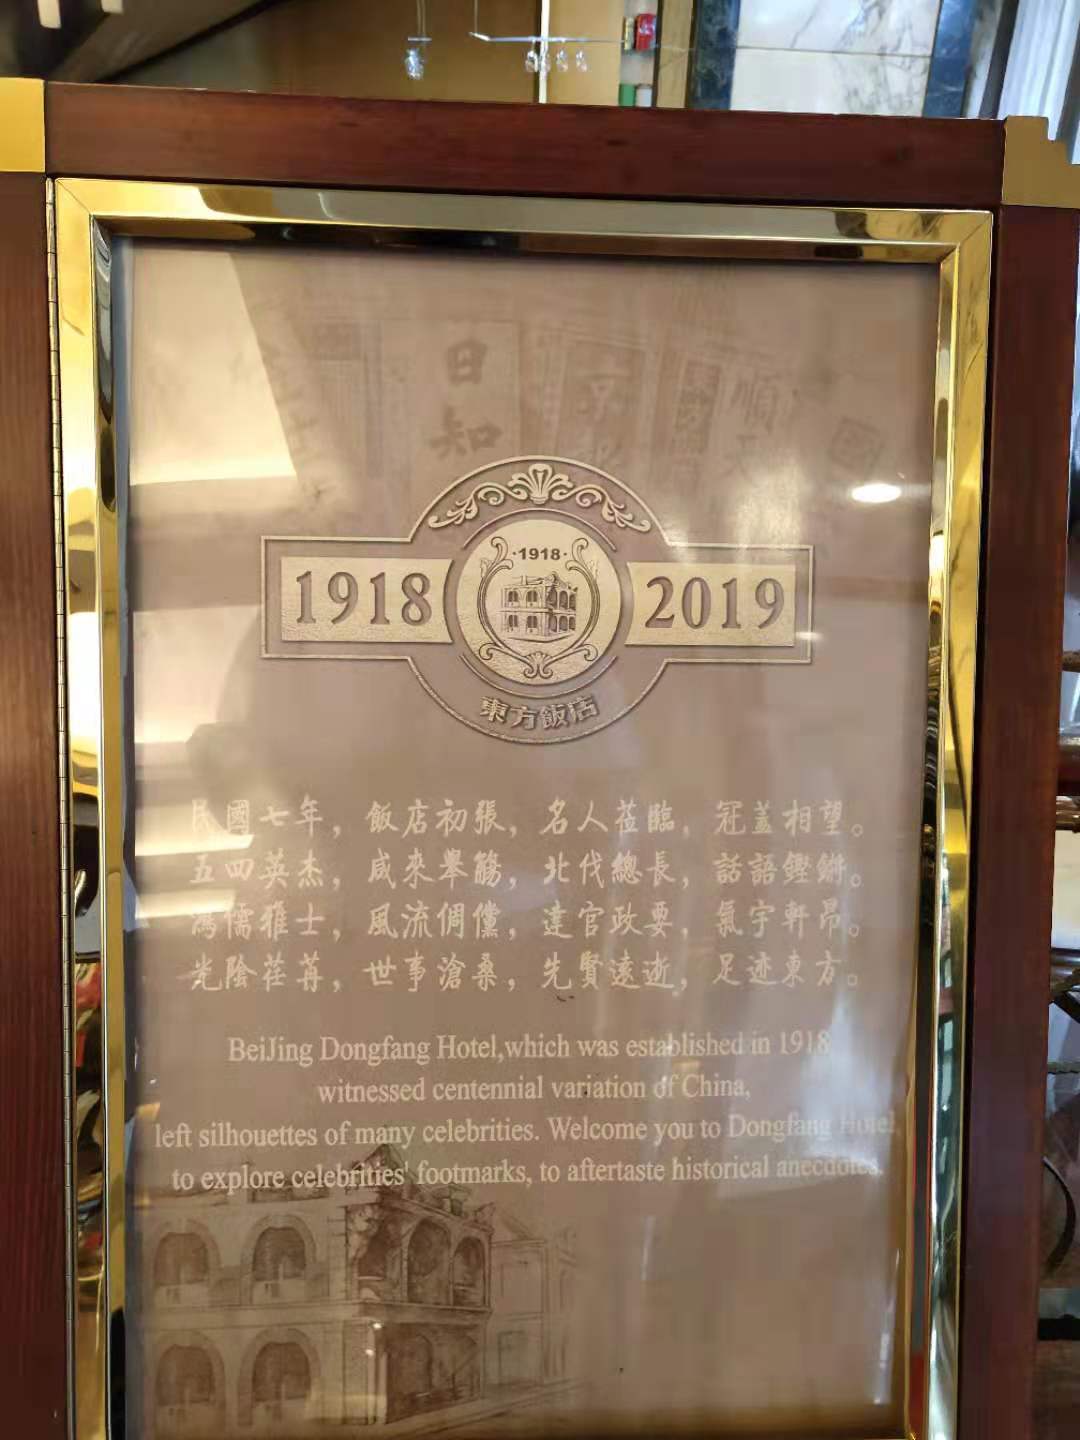 日知
順天
1918
·1918·
2019
東方飯店
民國七年，飯店初張，名人蒞臨，冠蓋相望。
五四英杰，咸來舉觴，北伐總長，話語鏗鏘。
鴻儒雅士，風流倜儻，達官政要，氣宇軒昂。
光陰荏苒，世事滄桑，先賢遠逝，足迹東方。
BeiJing Dongfang Hotel,which was established in 1918
witnessed centennial variation of China,
left silhouettes of many celebrities. Welcome you to Dongfang Hotel,
to explore celebrities' footmarks, to aftertaste historical anecdotes.